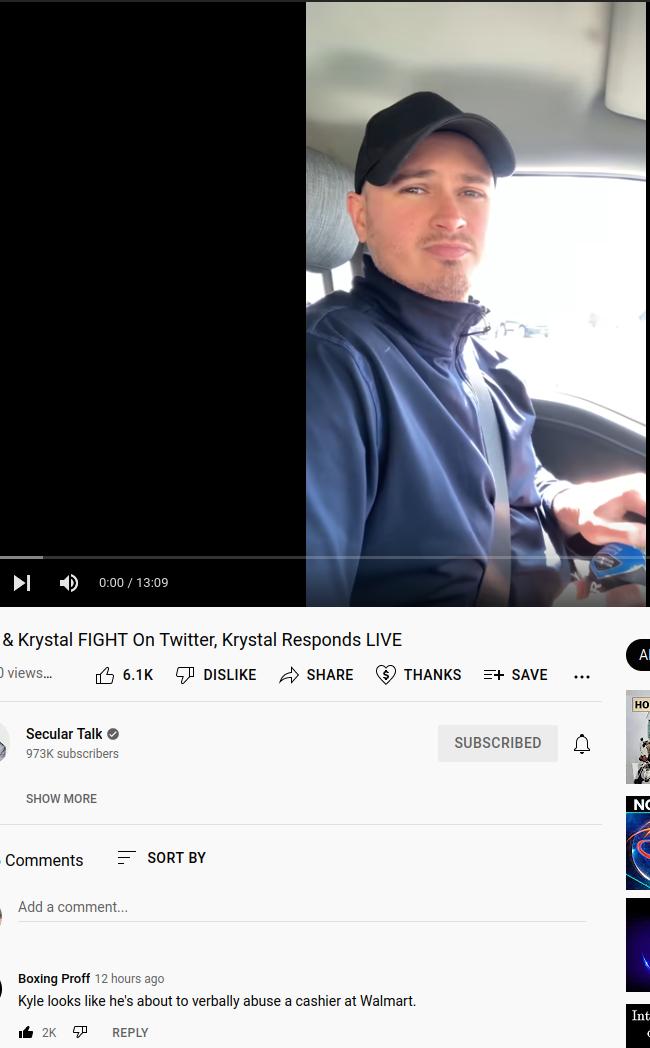 0:00 / 13:09
& Krystal FIGHT On Twitter, Krystal Responds LIVE
0 views... 6.1K DISLIKE SHARE THANKS SAVE ...
Secular Talk
973K subscribers
SUBSCRIBED
SHOW MORE
Comments SORT BY
Add a comment...
Boxing Proff 12 hours ago
Kyle looks like he's about to verbally abuse a cashier at Walmart.
2K REPLY
Al
HO
NO
Int